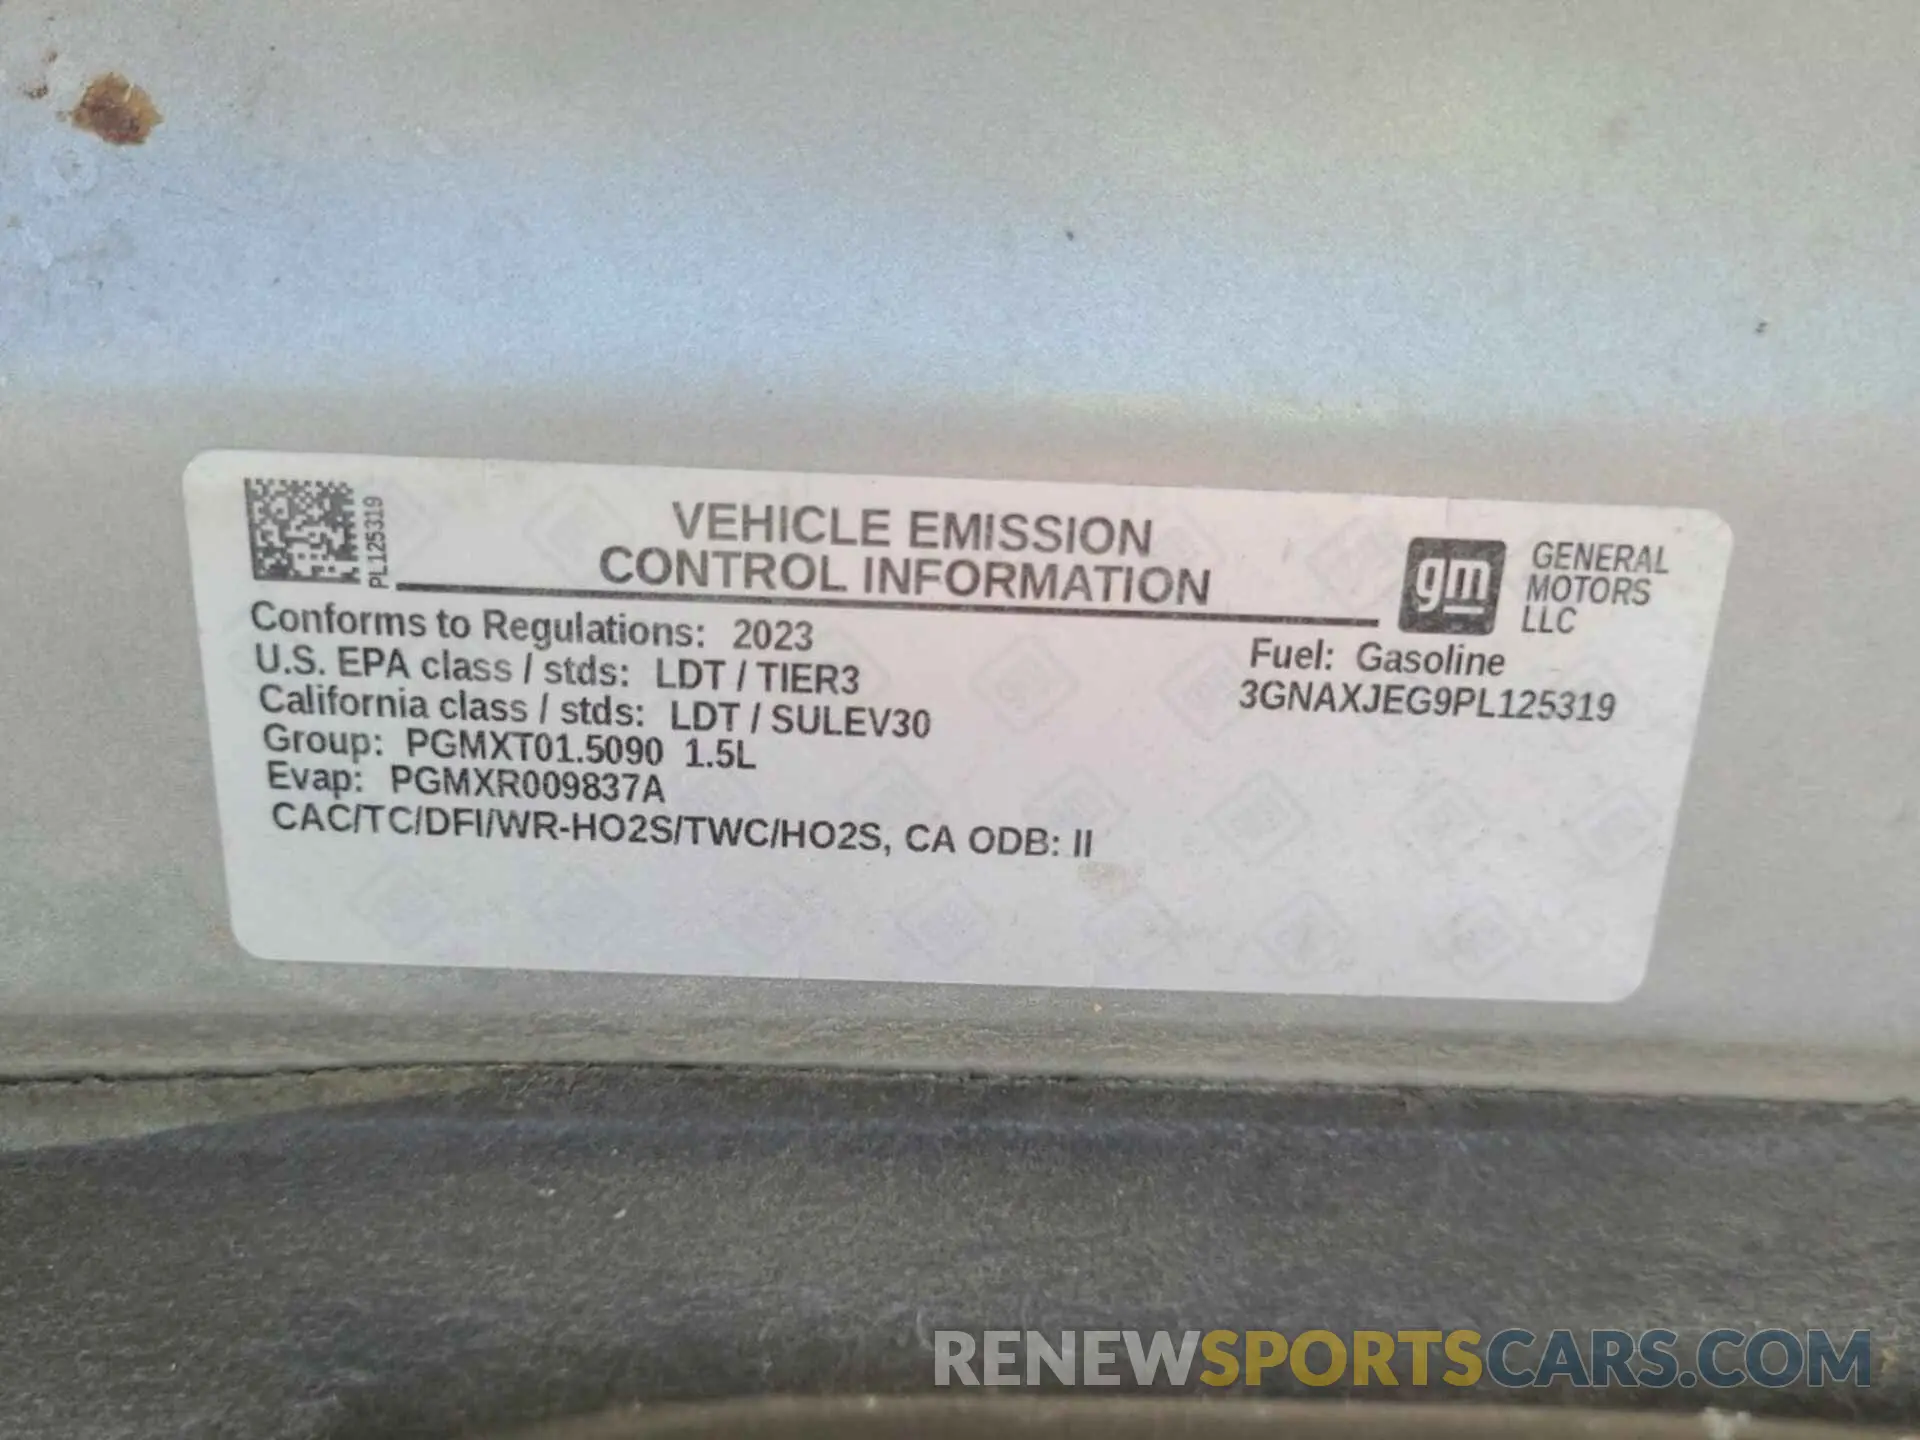 PL125319
VEHICLE EMISSION
CONTROL INFORMATION
gm
GENERAL
MOTORS
LLC
Conforms to Regulations: 2023
U.S. EPA class / stds: LDT / TIER3
California class / stds: LDT / SULEV30
Group: PGMXT01.5090 1.5L
Evap: PGMXR009837A
CAC/TC/DFI/WR-HO2S/TWC/HO2S, CA ODB: II
Fuel: Gasoline
3GNAXJEG9PL125319
RENEWSPORTSCARS.COM